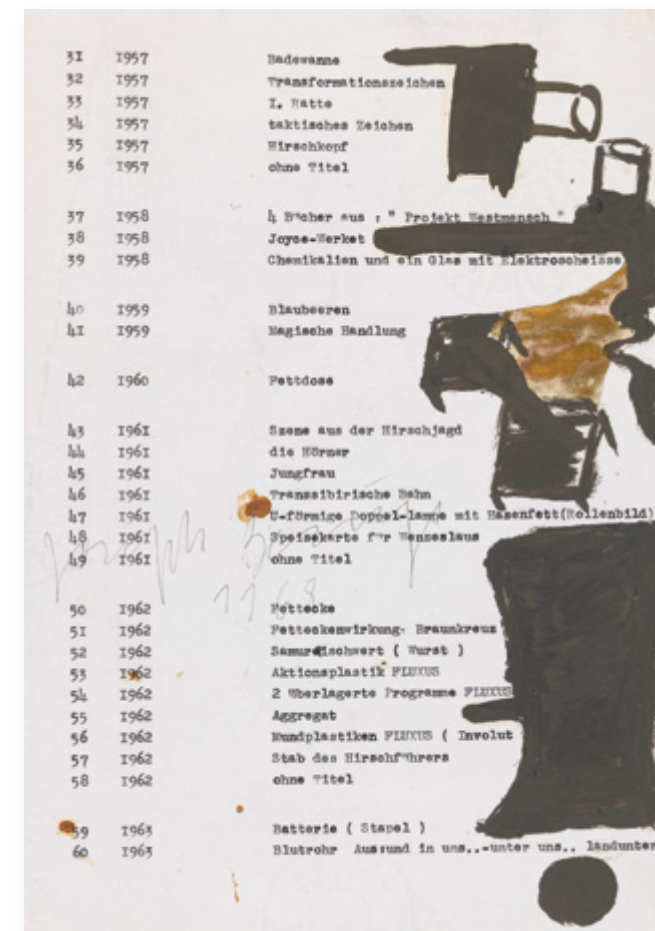 31 1957 Badewanne
32 1957 Transformationszeichen
33 1957 I. Ratte
34 1957 taktisches Zeichen
35 1957 Hirschkopf
36 1957 ohne Titel
37 1958 4 Bücher aus : " Projekt Westmensch "
38 1958 Joyce-Werket
39 1958 Chemikalien und ein Glas mit Elektroscheisse
40 1959 Blaubeeren
41 1959 Magische Handlung
42 1960 Fettdose
43 1961 Szene aus der Hirschjagd
44 1961 die Hörner
45 1961 Jungfrau
46 1961 Transsibirische Bahn
47 1961 U-förmige Doppel-lampe mit Hasenfett(Rollenbild)
48 1961 Speisekarte für Wenzeslaus
49 1961 ohne Titel
Joseph Beuys
1968
50 1962 Fettecke
51 1962 Fetteckenwirkung: Braunkreuz
52 1962 Samuraischwert ( Wurst )
53 1962 Aktionsplastik FLUXUS
54 1962 2 überlagerte Programme FLUXUS
55 1962 Aggregat
56 1962 Mundplastiken FLUXUS ( Involut
57 1962 Stab des Hirschführers
58 1962 ohne Titel
59 1963 Batterie ( Stapel )
60 1963 Blutrohr in uns..-unter uns.. landunter